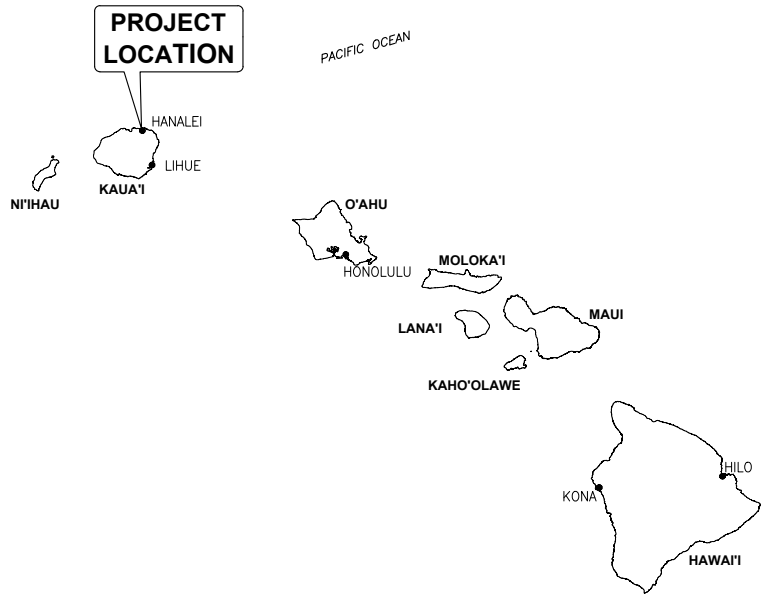 PROJECT
LOCATION
PACIFIC OCEAN
HANALEI
LIHUE
KAUA'I
NI'IHAU
O'AHU
HONOLULU
MOLOKA'I
LANA'I
MAUI
KAHO'OLAWE
HILO
KONA
HAWAI'I